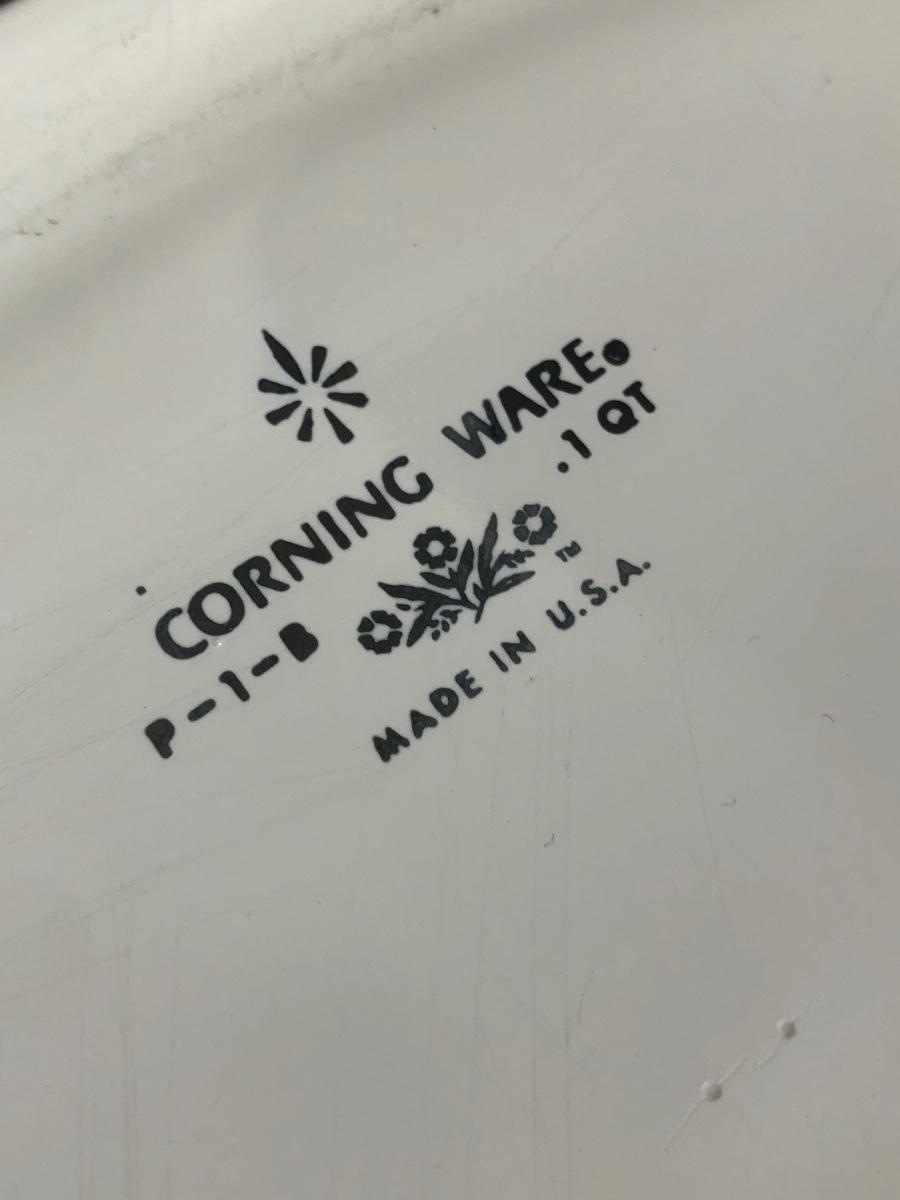 CORNING WARE®
P-1-B .1 QT
™
MADE IN U.S.A.